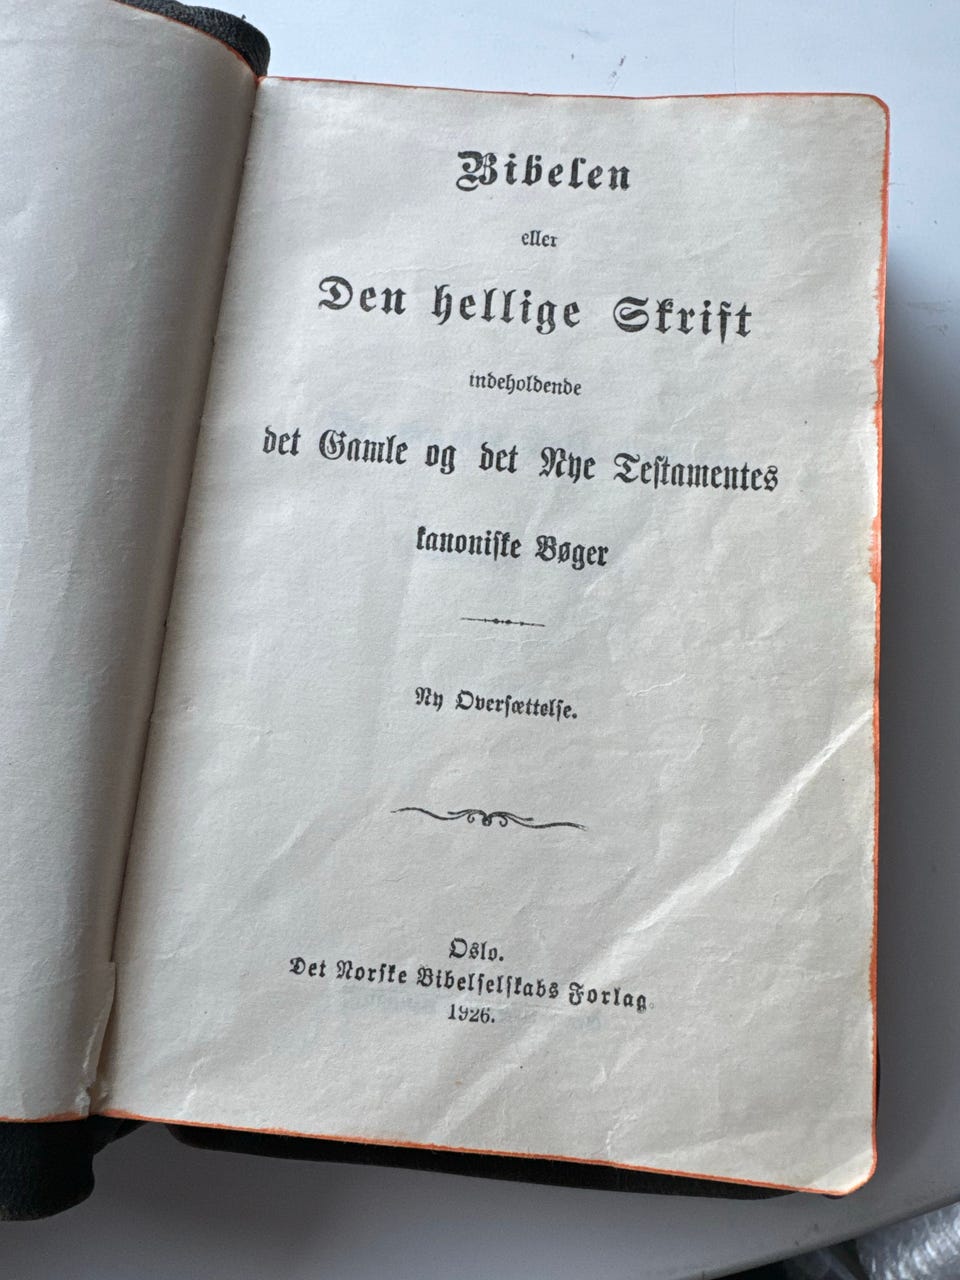 Bibelen
eller
Den hellige Skrift
indeholdende
det Gamle og det Nye Testamentes
kanoniske Bøger
Ny Oversættelse.
Oslo.
Det Norske Bibelselskabs Forlag.
1926.